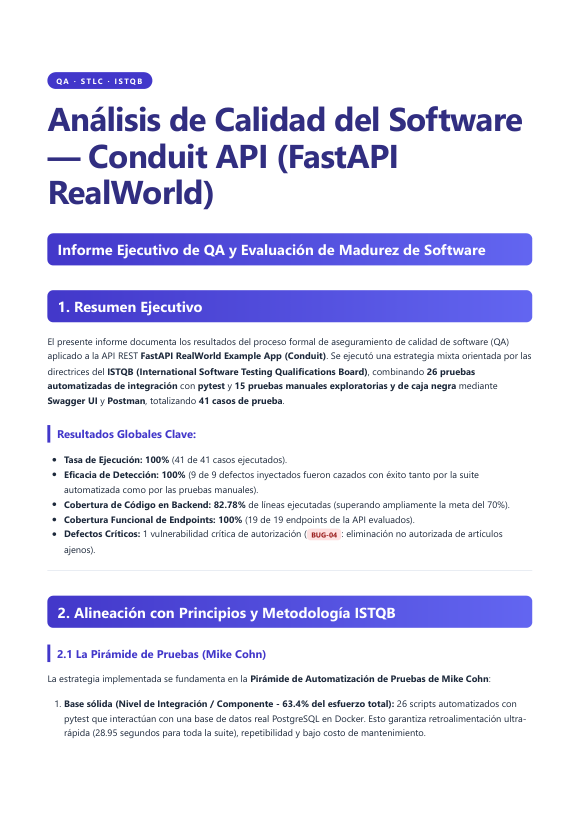 QA · STLC · ISTQB
Análisis de Calidad del Software
— Conduit API (FastAPI
RealWorld)
Informe Ejecutivo de QA y Evaluación de Madurez de Software
1. Resumen Ejecutivo
El presente informe documenta los resultados del proceso formal de aseguramiento de calidad de software (QA)
aplicado a la API REST FastAPI RealWorld Example App (Conduit). Se ejecutó una estrategia mixta orientada por las
directrices del ISTQB (International Software Testing Qualifications Board), combinando 26 pruebas
automatizadas de integración con pytest y 15 pruebas manuales exploratorias y de caja negra mediante
Swagger UI y Postman, totalizando 41 casos de prueba.
Resultados Globales Clave:
• Tasa de Ejecución: 100% (41 de 41 casos ejecutados).
• Eficacia de Detección: 100% (9 de 9 defectos inyectados fueron cazados con éxito tanto por la suite
automatizada como por las pruebas manuales).
• Cobertura de Código en Backend: 82.78% de líneas ejecutadas (superando ampliamente la meta del 70%).
• Cobertura Funcional de Endpoints: 100% (19 de 19 endpoints de la API evaluados).
• Defectos Críticos: 1 vulnerabilidad crítica de autorización (BUG-04: eliminación no autorizada de artículos
ajenos).
2. Alineación con Principios y Metodología ISTQB
2.1 La Pirámide de Pruebas (Mike Cohn)
La estrategia implementada se fundamenta en la Pirámide de Automatización de Pruebas de Mike Cohn:
1. Base sólida (Nivel de Integración / Componente - 63.4% del esfuerzo total): 26 scripts automatizados con
pytest que interactúan con una base de datos real PostgreSQL en Docker. Esto garantiza retroalimentación ultra-
rápida (28.95 segundos para toda la suite), repetibilidad y bajo costo de mantenimiento.